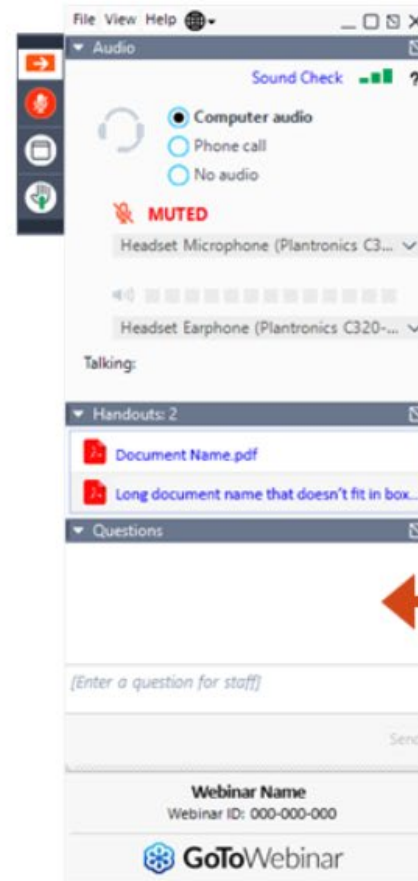 File View Help
Audio
Sound Check ?
Computer audio
Phone call
No audio
MUTED
Headset Microphone (Plantronics C3...
Headset Earphone (Plantronics C320-...
Talking:
Handouts: 2
Document Name.pdf
Long document name that doesn't fit in box...
Questions
[Enter a question for staff]
Send
Webinar Name
Webinar ID: 000-000-000
GoToWebinar